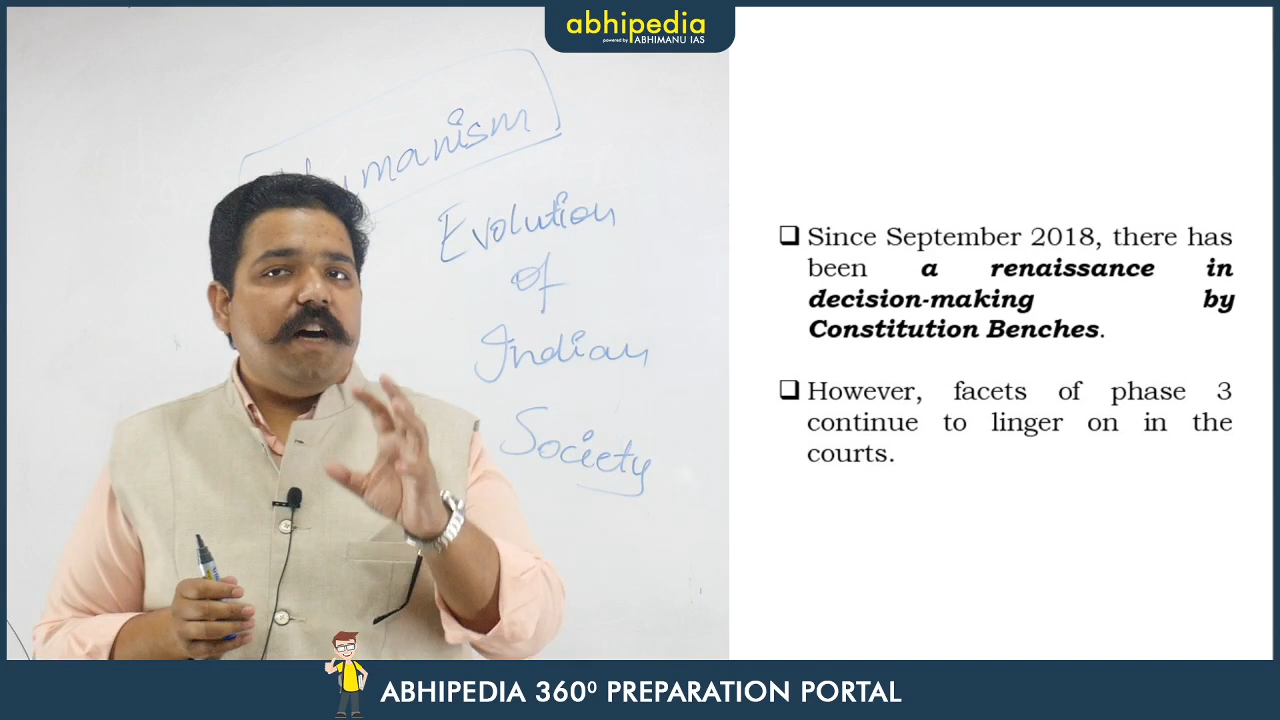 abhipedia
powered by ABHIMANU IAS
Humanism
Evolution
of
Indian
Society
❑ Since September 2018, there has
been a renaissance in
decision-making by
Constitution Benches.
❑ However, facets of phase 3
continue to linger on in the
courts.
ABHIPEDIA 360⁰ PREPARATION PORTAL